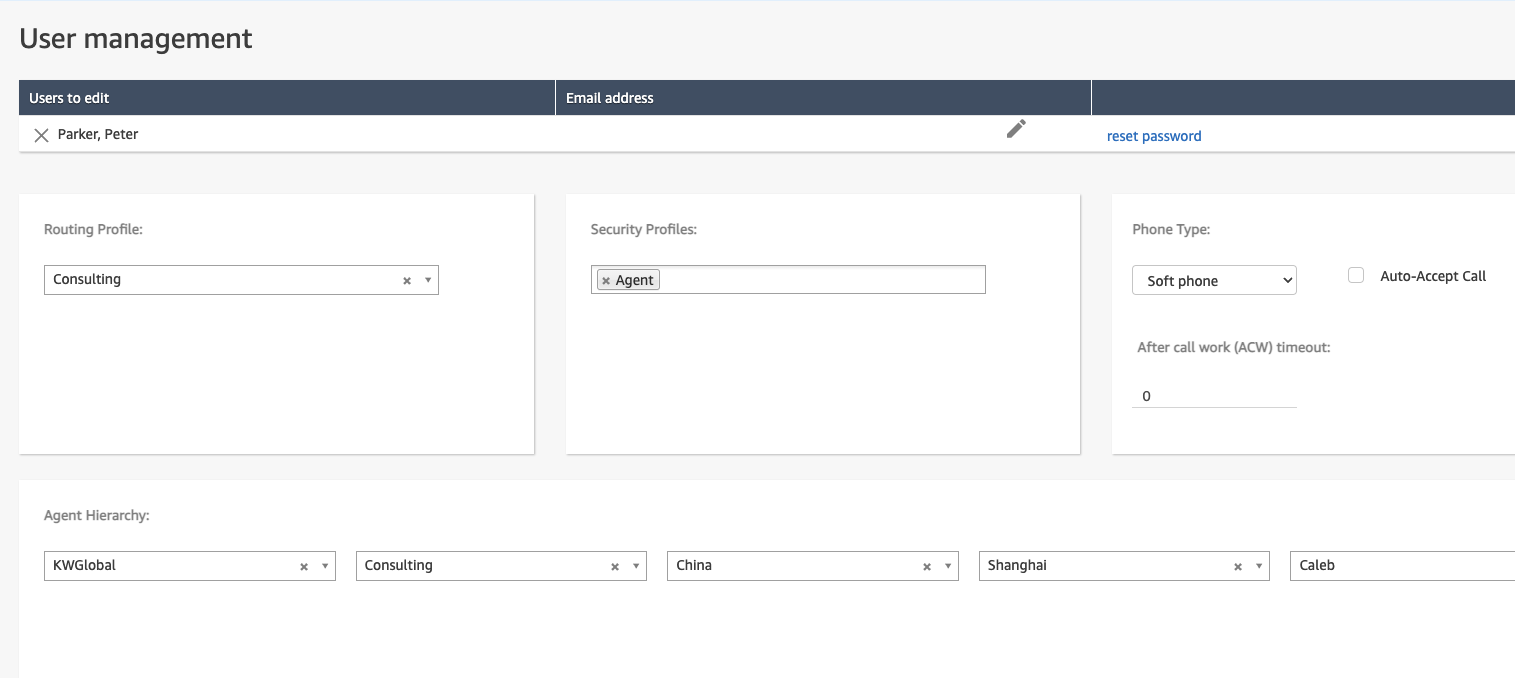 User management
Users to edit Email address
Parker, Peter reset password
Routing Profile: Security Profiles: Phone Type:
Consulting Agent Soft phone Auto-Accept Call
After call work (ACW) timeout:
0
Agent Hierarchy:
KWGlobal Consulting China Shanghai Caleb